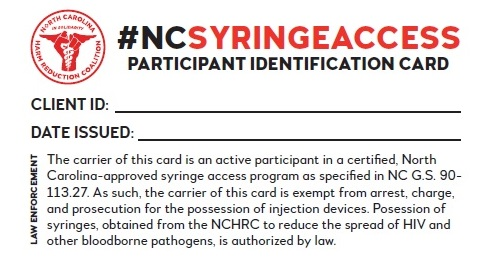 NORTH CAROLINA
IN SOLIDARITY
HARM REDUCTION COALITION
#NCSYRINGEACCESS
PARTICIPANT IDENTIFICATION CARD
CLIENT ID:
DATE ISSUED:
LAW ENFORCEMENT
The carrier of this card is an active participant in a certified, North
Carolina-approved syringe access program as specified in NC G.S. 90-
113.27. As such, the carrier of this card is exempt from arrest, charge,
and prosecution for the possession of injection devices. Posession of
syringes, obtained from the NCHRC to reduce the spread of HIV and
other bloodborne pathogens, is authorized by law.